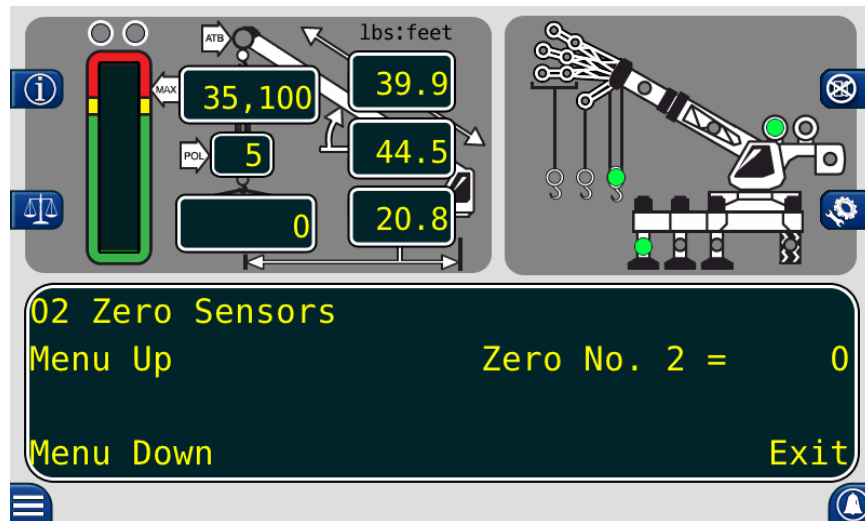 lbs:feet
ATB
39.9
MAX
35,100
POL
5
44.5
0
20.8
02 Zero Sensors
Menu Up
Zero No. 2 = 0
Menu Down
Exit